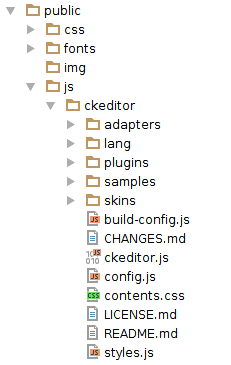 public
css
fonts
img
js
ckeditor
adapters
lang
plugins
samples
skins
build-config.js
CHANGES.md
ckeditor.js
config.js
contents.css
LICENSE.md
README.md
styles.js